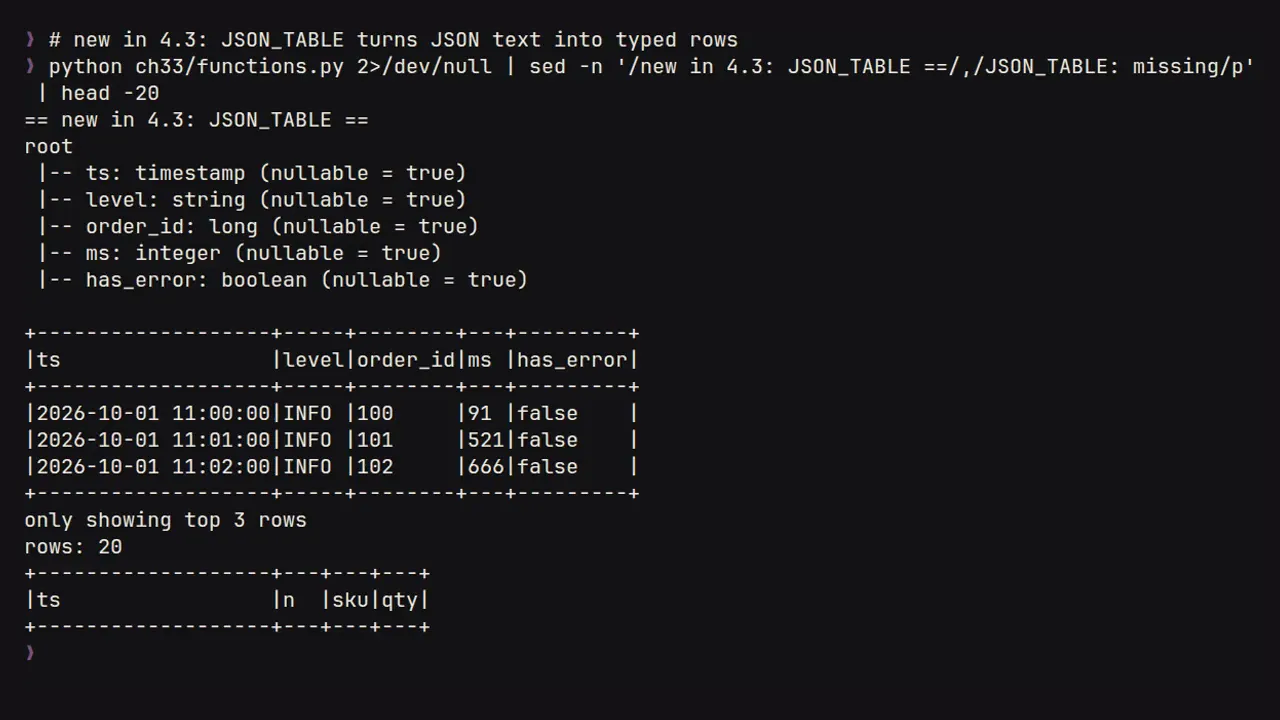 ❯ # new in 4.3: JSON_TABLE turns JSON text into typed rows
❯ python ch33/functions.py 2>/dev/null | sed -n '/new in 4.3: JSON_TABLE ==/,/JSON_TABLE: missing/p'
 | head -20
== new in 4.3: JSON_TABLE ==
root
 |-- ts: timestamp (nullable = true)
 |-- level: string (nullable = true)
 |-- order_id: long (nullable = true)
 |-- ms: integer (nullable = true)
 |-- has_error: boolean (nullable = true)

+-------------------+-----+--------+---+---------+
|ts                 |level|order_id|ms |has_error|
+-------------------+-----+--------+---+---------+
|2026-10-01 11:00:00|INFO |100     |91 |false    |
|2026-10-01 11:01:00|INFO |101     |521|false    |
|2026-10-01 11:02:00|INFO |102     |666|false    |
+-------------------+-----+--------+---+---------+
only showing top 3 rows
rows: 20
+-------------------+---+---+---+
|ts                 |n  |sku|qty|
+-------------------+---+---+---+
❯